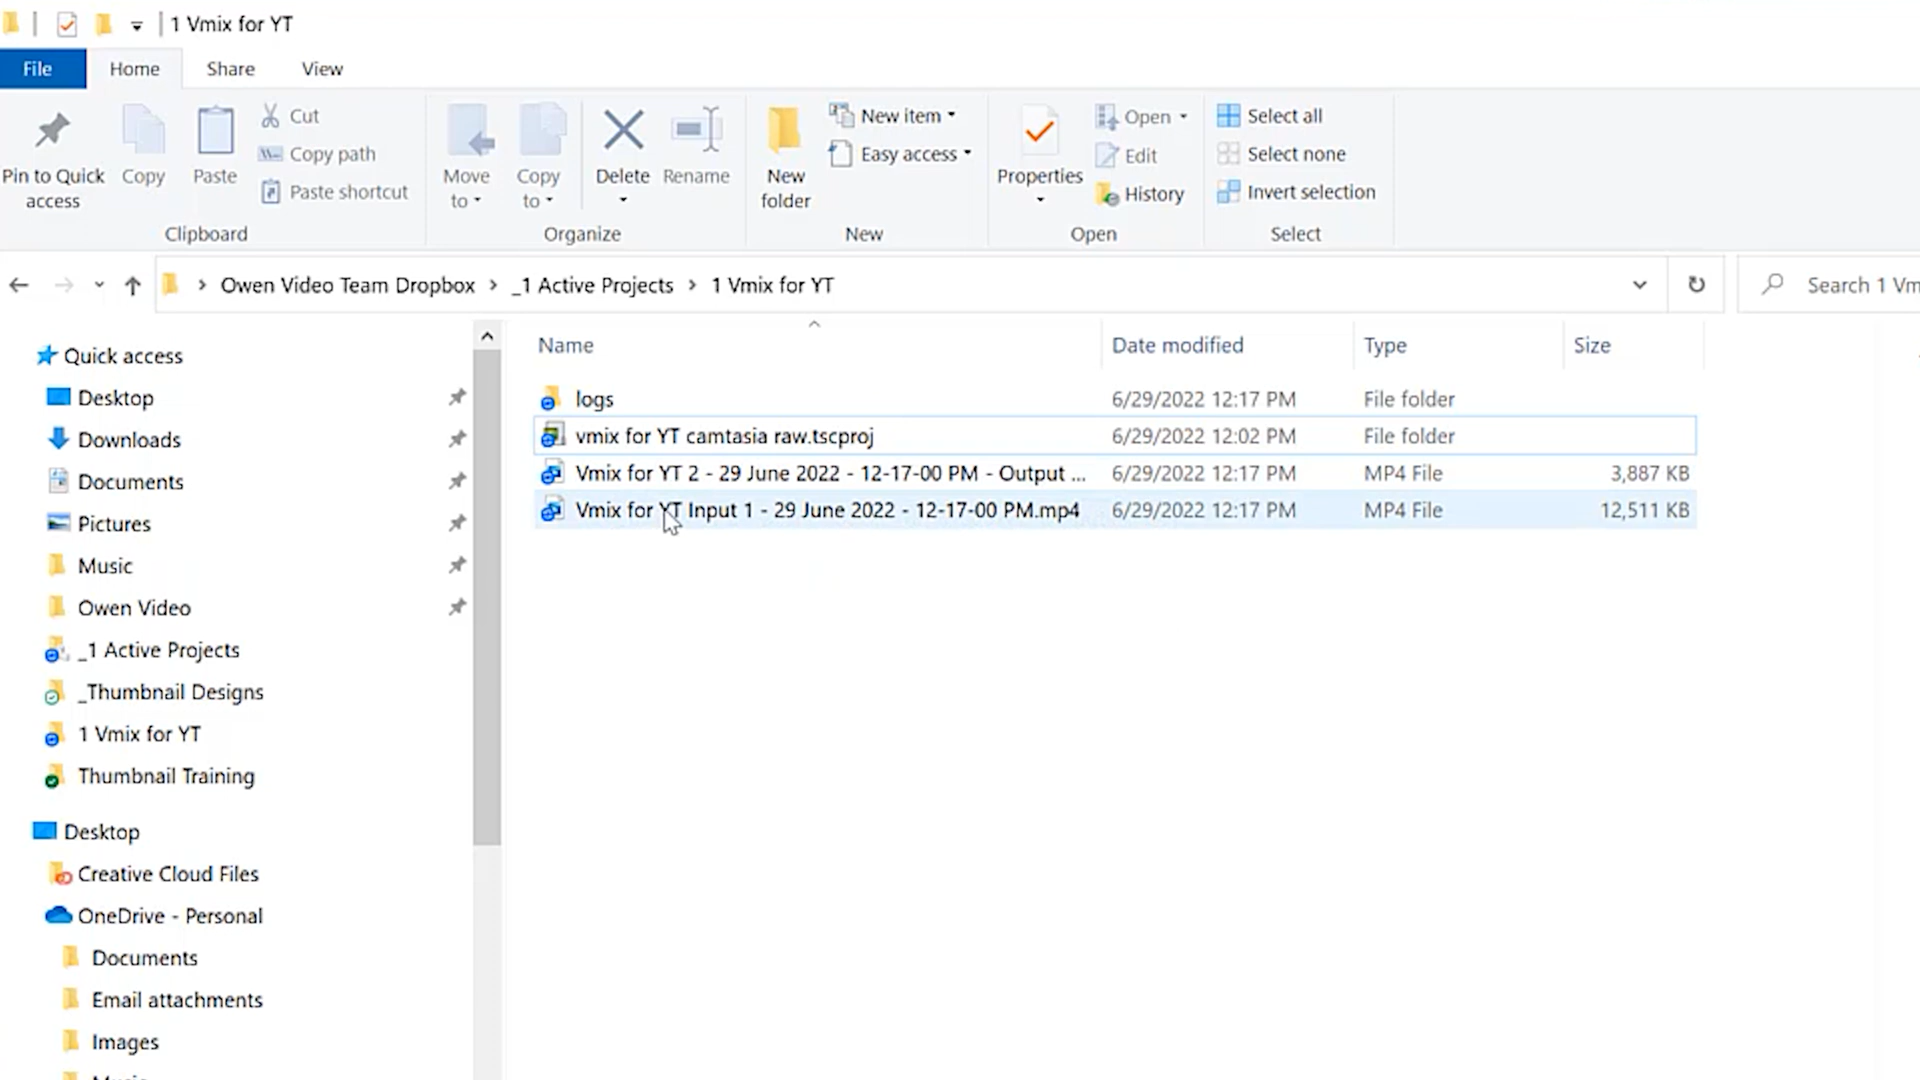 1 Vmix for YT
File
Home
Share
View
Pin to Quick
access
Copy
Paste
Cut
Copy path
Paste shortcut
Clipboard
Move
to
Copy
to
Delete
Rename
Organize
New
folder
New item
Easy access
New
Properties
Open
Edit
History
Open
Select all
Select none
Invert selection
Select
Owen Video Team Dropbox > _1 Active Projects > 1 Vmix for YT
Search 1 Vm
Quick access
Desktop
Downloads
Documents
Pictures
Music
Owen Video
_1 Active Projects
_Thumbnail Designs
1 Vmix for YT
Thumbnail Training
Desktop
Creative Cloud Files
OneDrive - Personal
Documents
Email attachments
Images
Name Date modified Type Size
logs 6/29/2022 12:17 PM File folder
vmix for YT camtasia raw.tscproj 6/29/2022 12:02 PM File folder
Vmix for YT 2 - 29 June 2022 - 12-17-00 PM - Output ... 6/29/2022 12:17 PM MP4 File 3,887 KB
Vmix for YT Input 1 - 29 June 2022 - 12-17-00 PM.mp4 6/29/2022 12:17 PM MP4 File 12,511 KB